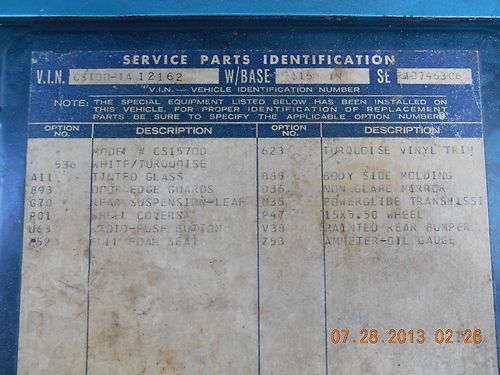 SERVICE PARTS IDENTIFICATION
V.I.N. CS100-1A 12162 W/BASE 115 IN
V.I.N. — VEHICLE IDENTIFICATION NUMBER
NOTE: THE SPECIAL EQUIPMENT LISTED BELOW HAS BEEN INSTALLED ON THIS VEHICLE. FOR PROPER IDENTIFICATION OF REPLACEMENT PARTS BE SURE TO SPECIFY THE APPLICABLE OPTION NUMBER
OPTION NO. DESCRIPTION OPTION NO. DESCRIPTION
MODEL # CS15700 623 TURQUOISE VINYL TRIM
536 WHITE/TURQUOISE
A11 TINTED GLASS BODY SIDE MOLDING
B93 DOOR EDGE GUARDS NON GLARE MIRROR
G70 REAR SUSPENSION-LEAF M35 POWERGLIDE TRANSMISSI
P01 WHEEL COVERS P47 15X5.50 WHEEL
U63 RADIO-PUSH BUTTON V38 PAINTED REAR BUMPER
Z52 FULL FOAM SEAT Z53 AMMETER-OIL GAUGE
07.28.2013 02:26